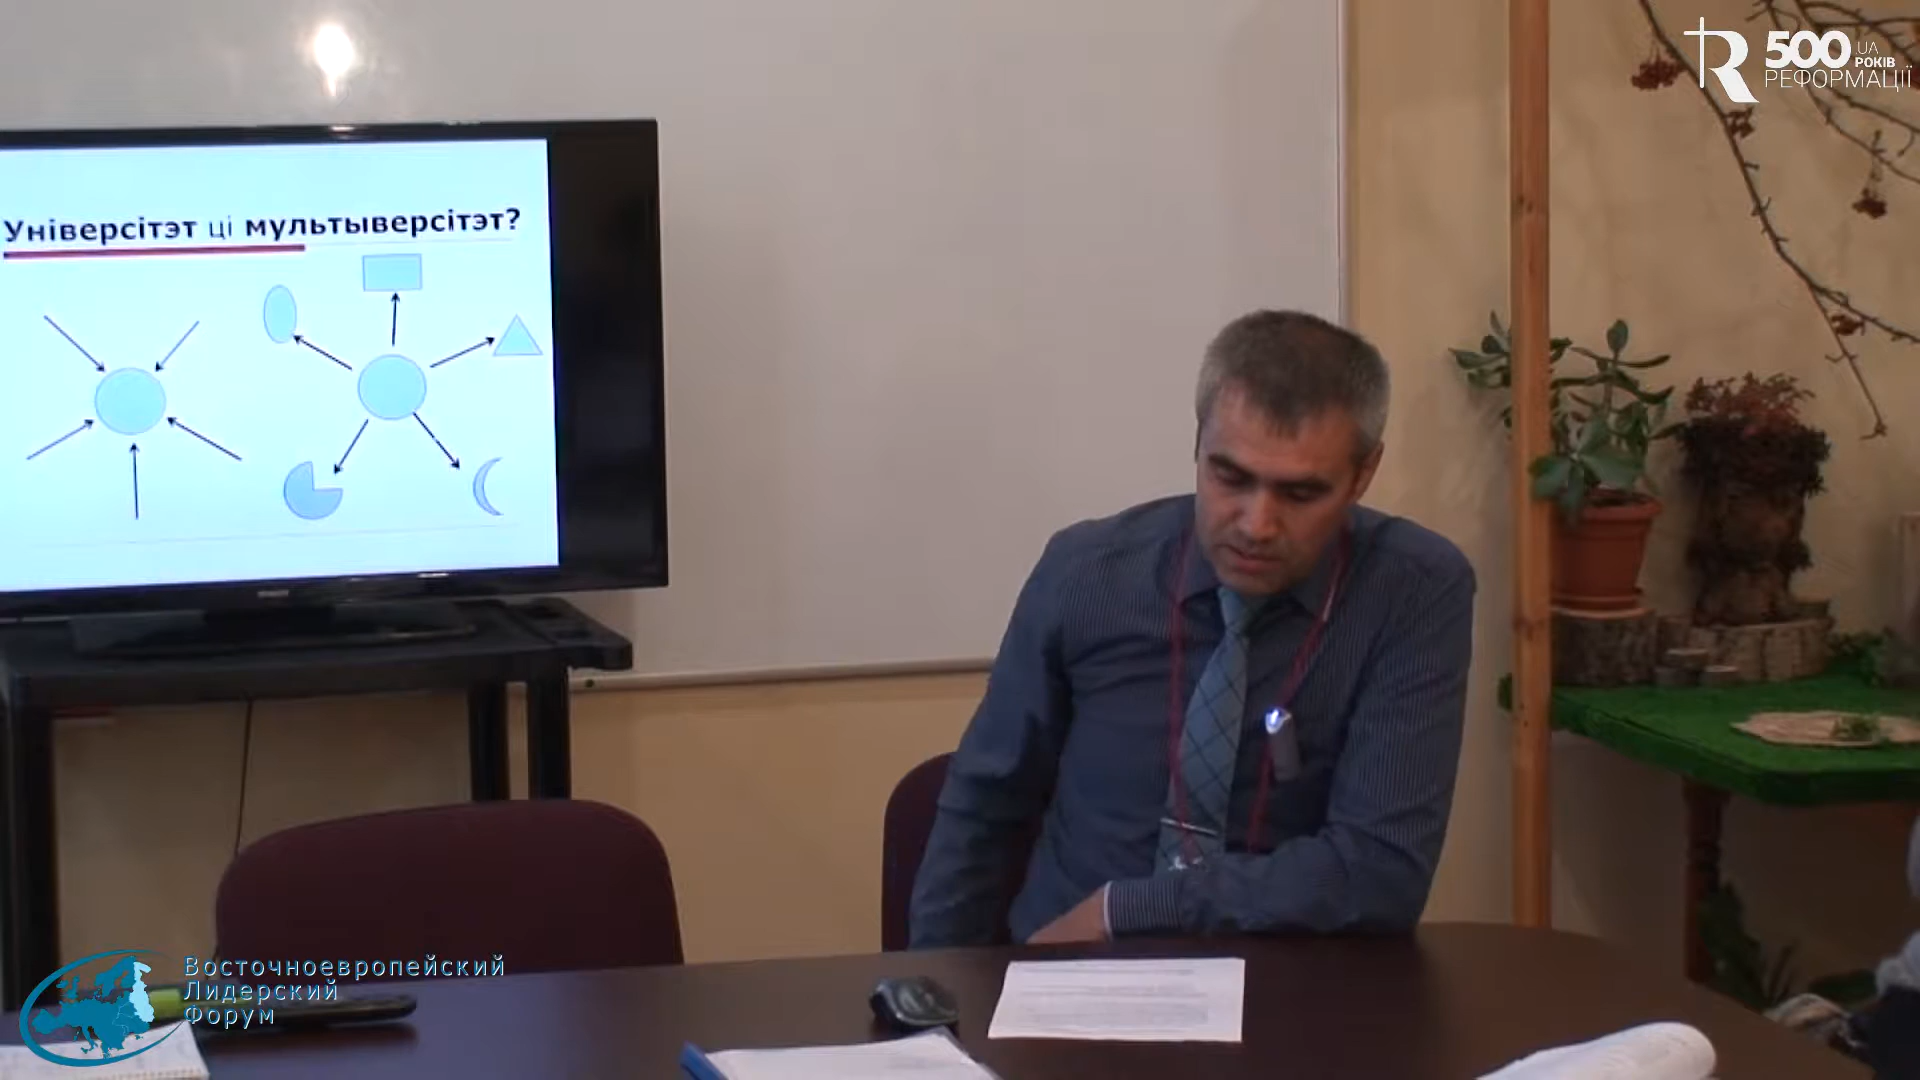 500 .UA
РОКІВ
РЕФОРМАЦІЇ
Універсітэт ці мультыверсітэт?
Восточноевропейский
Лидерский
Форум